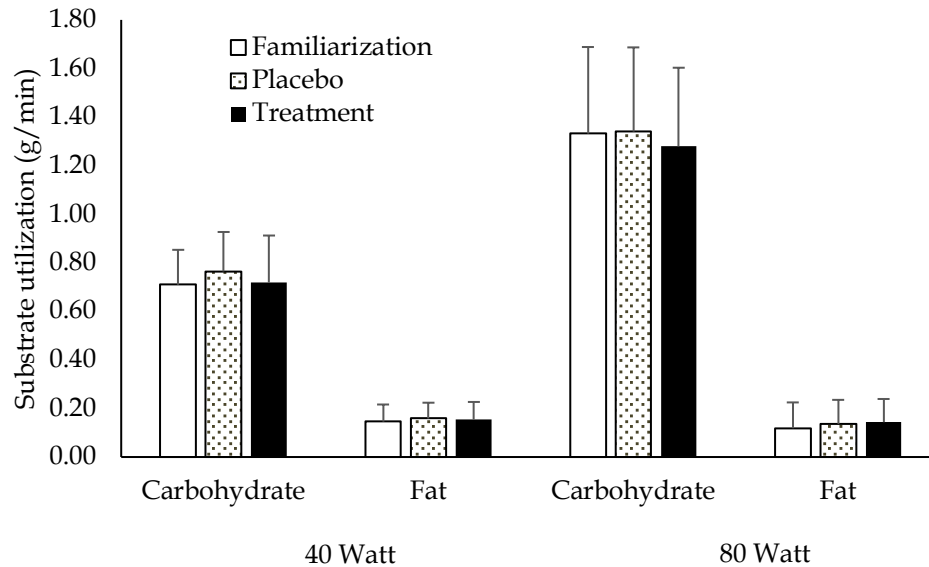 Substrate utilization (g/min)
1.80
1.60
1.40
1.20
1.00
0.80
0.60
0.40
0.20
0.00
Familiarization
Placebo
Treatment
Carbohydrate Fat Carbohydrate Fat
40 Watt 80 Watt